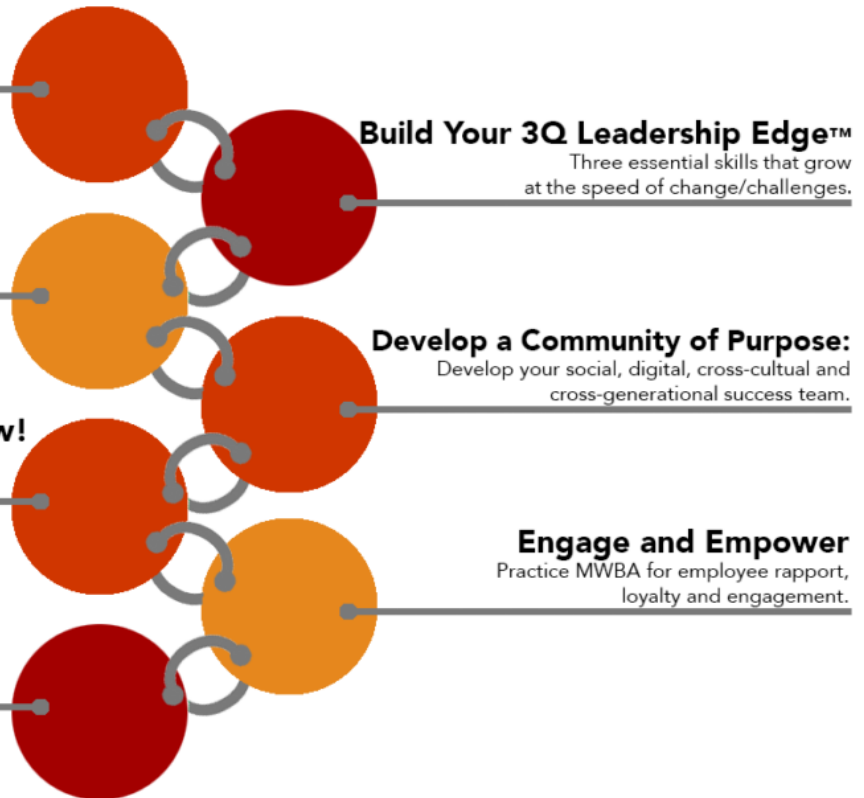 Build Your 3Q Leadership Edge™
Three essential skills that grow
at the speed of change/challenges.
Develop a Community of Purpose:
Develop your social, digital, cross-cultual and
cross-generational success team.
w!
Engage and Empower
Practice MWBA for employee rapport,
loyalty and engagement.